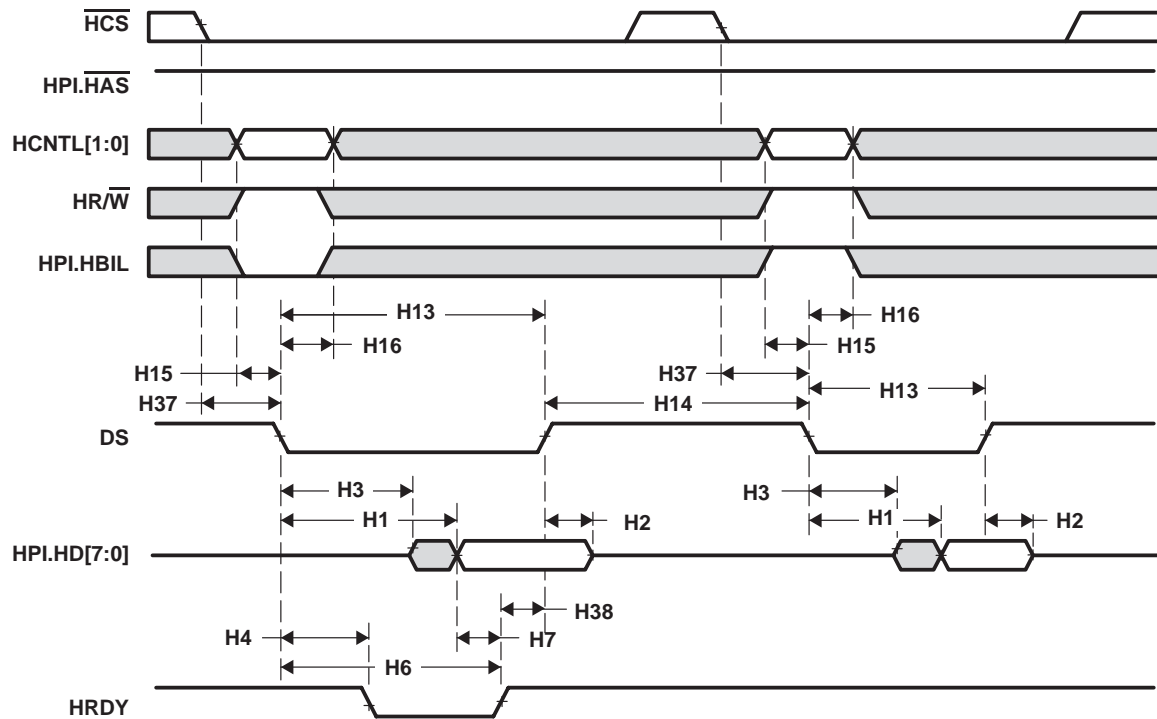 HCS
HPI.HAS
HCNTL[1:0]
HR/W
HPI.HBIL
H13
H16
H16
H15
H15
H37
H13
H37
H14
DS
H3
H3
H1
H2
H1
H2
HPI.HD[7:0]
H38
H4
H7
H6
HRDY